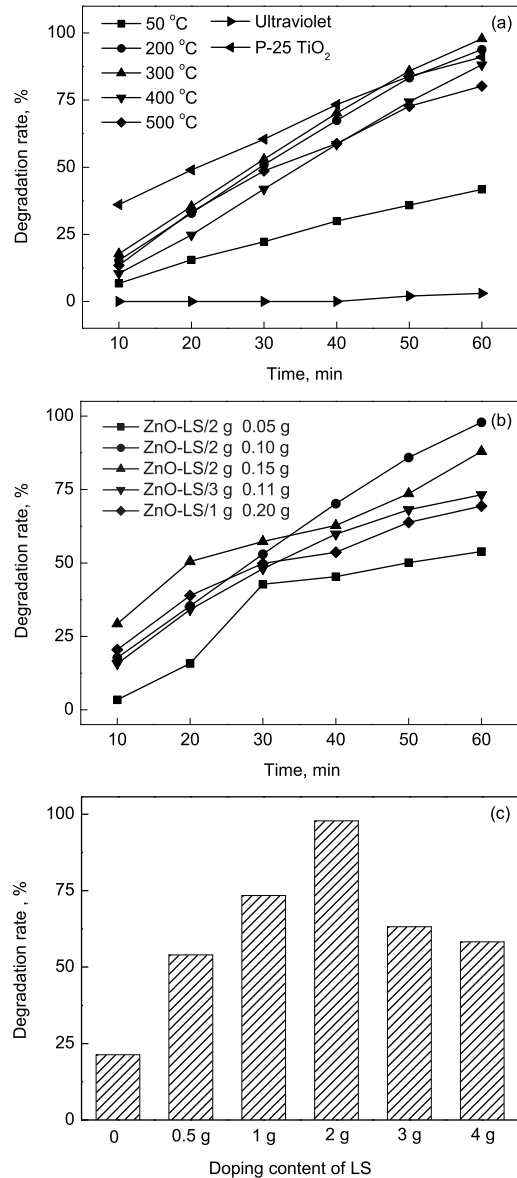 (a)
50 °C
200 °C
300 °C
400 °C
500 °C
Ultraviolet
P-25 TiO₂
100
75
50
25
0
Degradation rate, %
10 20 30 40 50 60
Time, min
(b)
ZnO-LS/2 g 0.05 g
ZnO-LS/2 g 0.10 g
ZnO-LS/2 g 0.15 g
ZnO-LS/3 g 0.11 g
ZnO-LS/1 g 0.20 g
100
75
50
25
0
Degradation rate, %
10 20 30 40 50 60
Time, min
(c)
100
75
50
25
0
Degradation rate , %
0 0.5 g 1 g 2 g 3 g 4 g
Doping content of LS